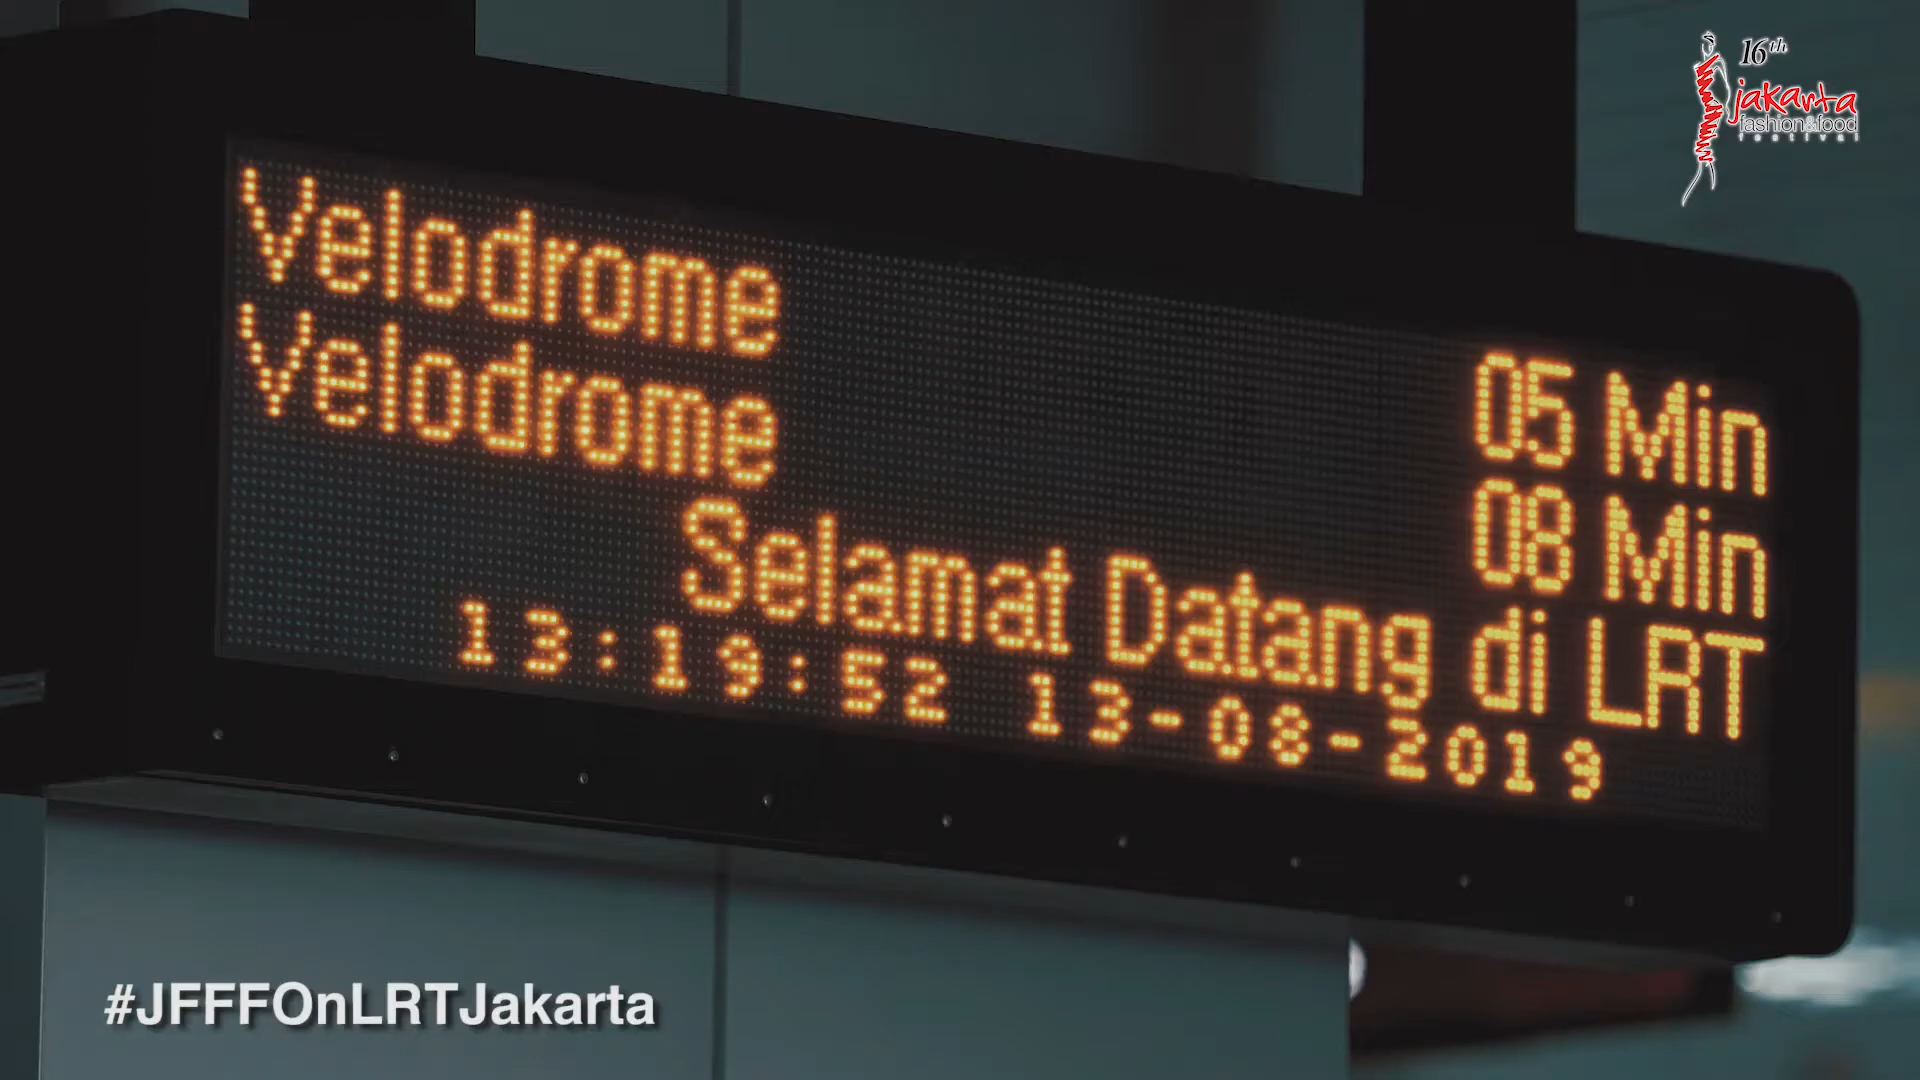 16th
jakarta
fashion&food
festival
Velodrome 05 Min
Velodrome 08 Min
Selamat Datang di LRT
13:19:52 13-08-2019
#JFFFOnLRTJakarta